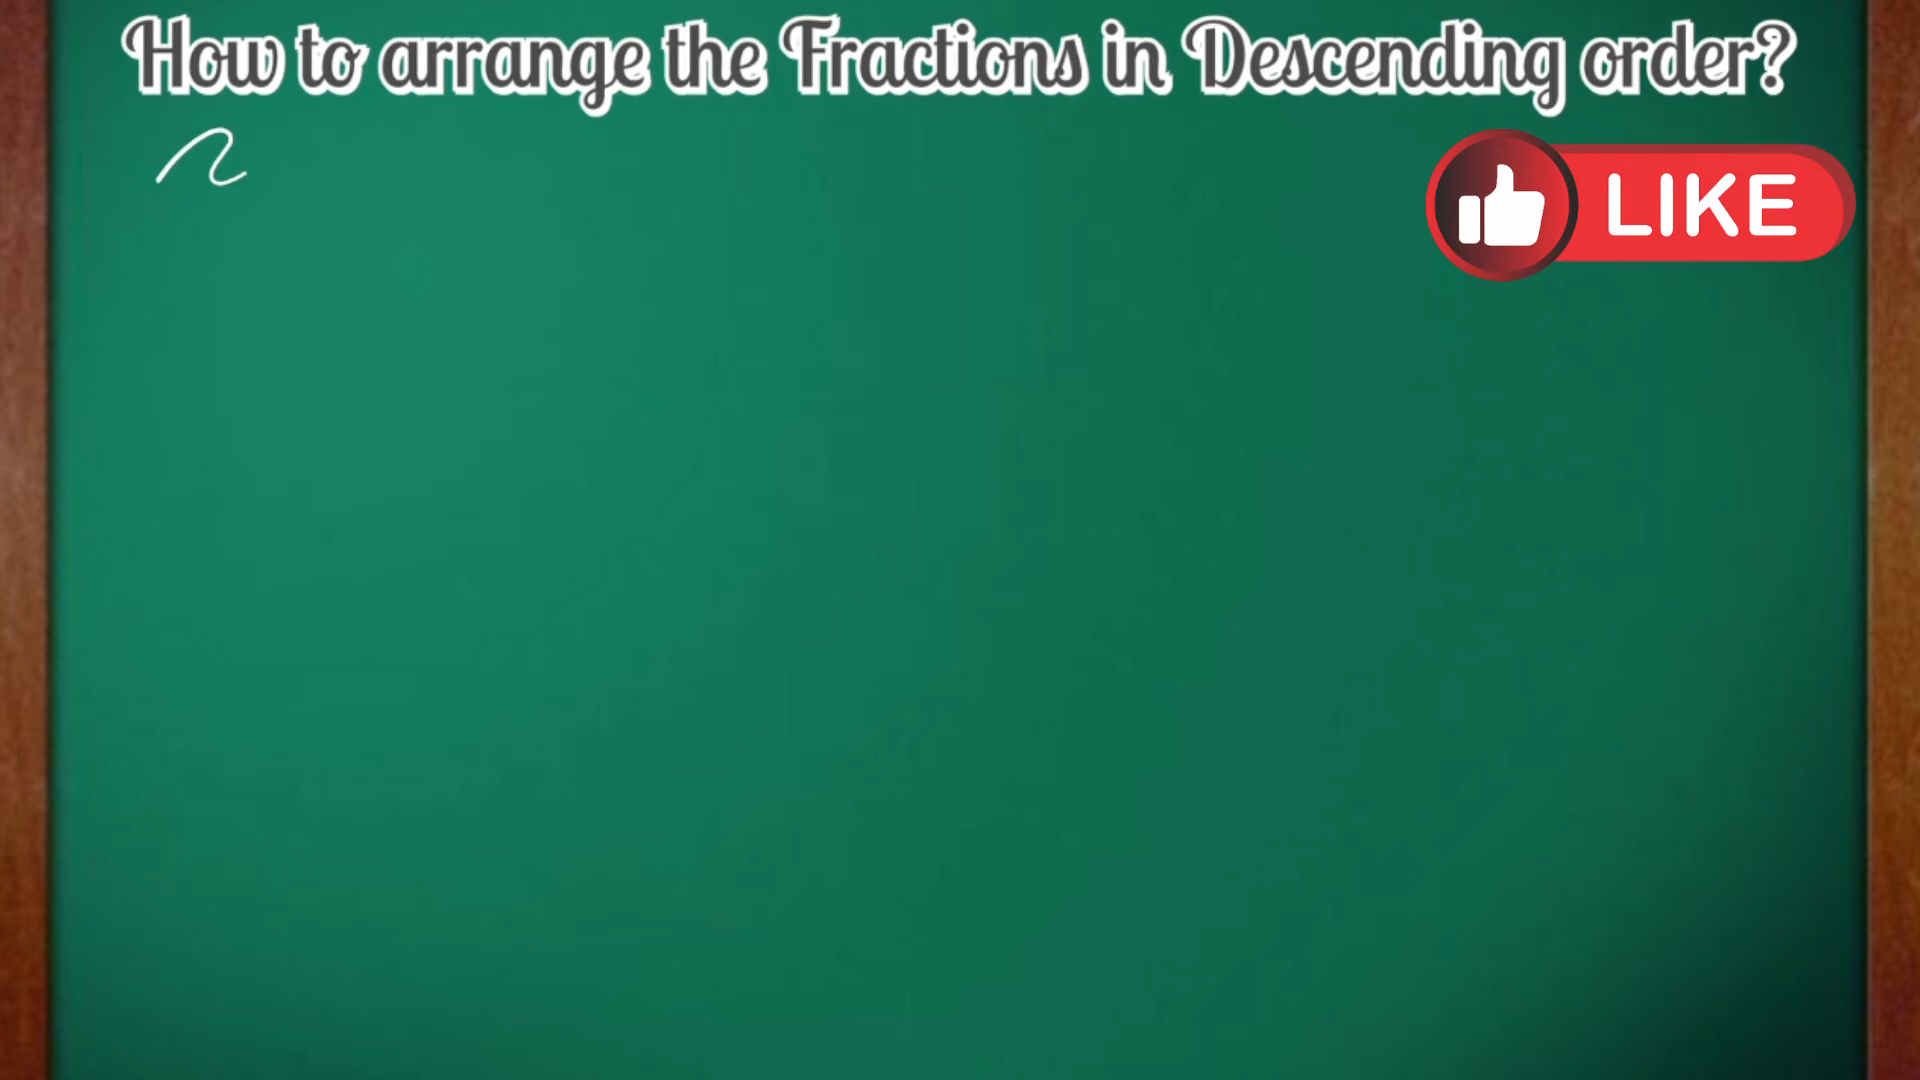 How to arrange the Fractions in Descending order?
LIKE